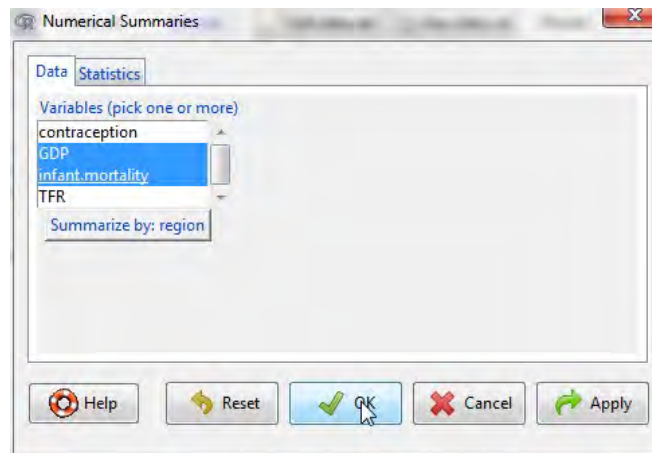 Numerical Summaries
Data Statistics
Variables (pick one or more)
contraception
GDP
infant.mortality
TFR
Summarize by: region
Help Reset OK Cancel Apply